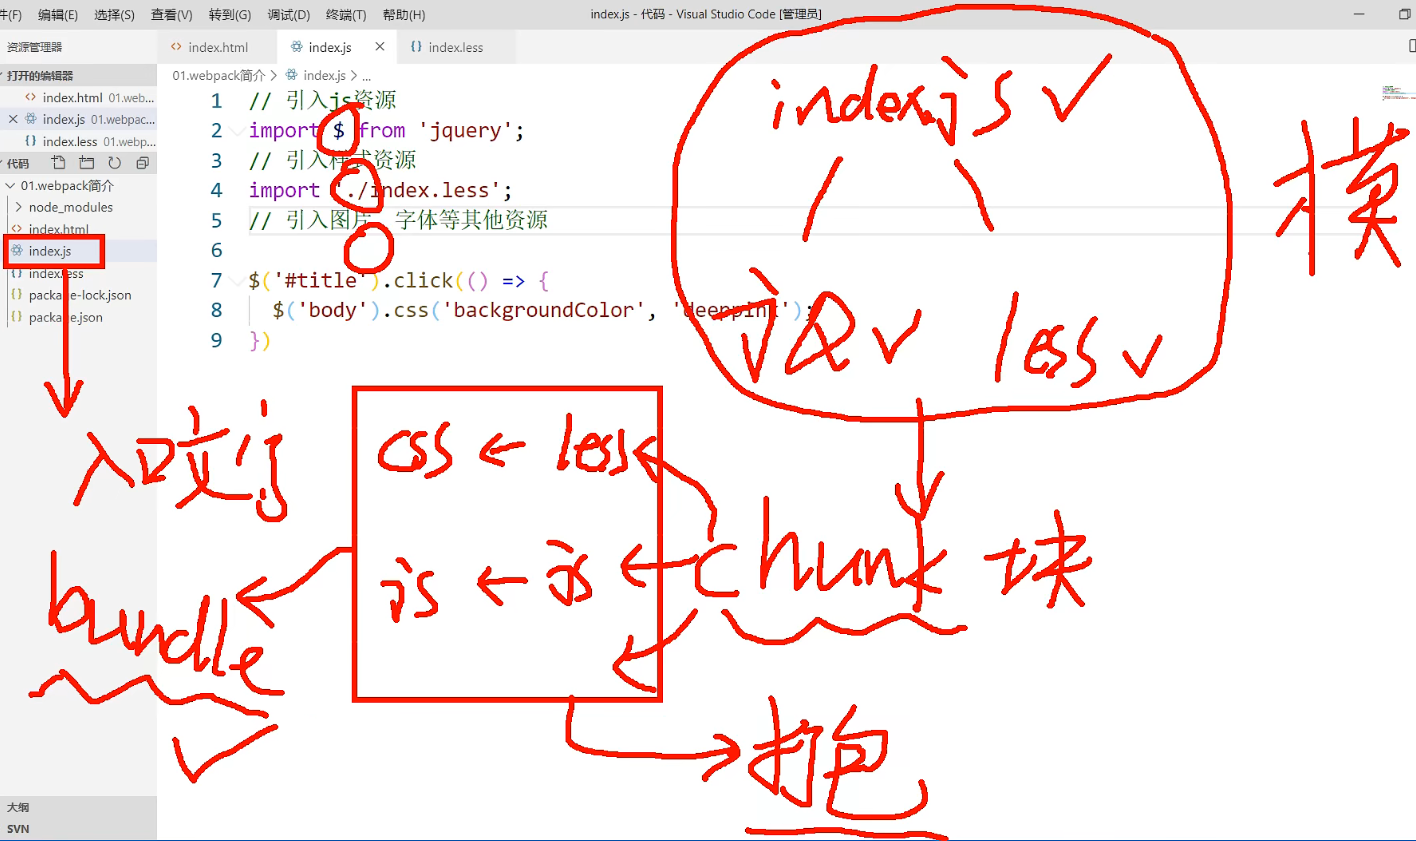 件(F) 编辑(E) 选择(S) 查看(V) 转到(G) 调试(D) 终端(T) 帮助(H) index.js - 代码 - Visual Studio Code [管理员]
资源管理器
index.html index.js index.less
打开的编辑器
index.html 01.web...
index.js 01.webpac...
index.less 01.webp...
代码
01.webpack简介
node_modules
index.html
index.js
index.less
package-lock.json
package.json
大纲
SVN
01.webpack简介 > index.js > ...
1 // 引入js资源
2 import $ from 'jquery';
3 // 引入样式资源
4 import './index.less';
5 // 引入图片、字体等其他资源
6
7 $('#title').click(() => {
8 $('body').css('backgroundColor', 'deeppink');
9 })
index.js
less
模
入口文件
css ← less
js ← js
chunk 块
bundle
打包